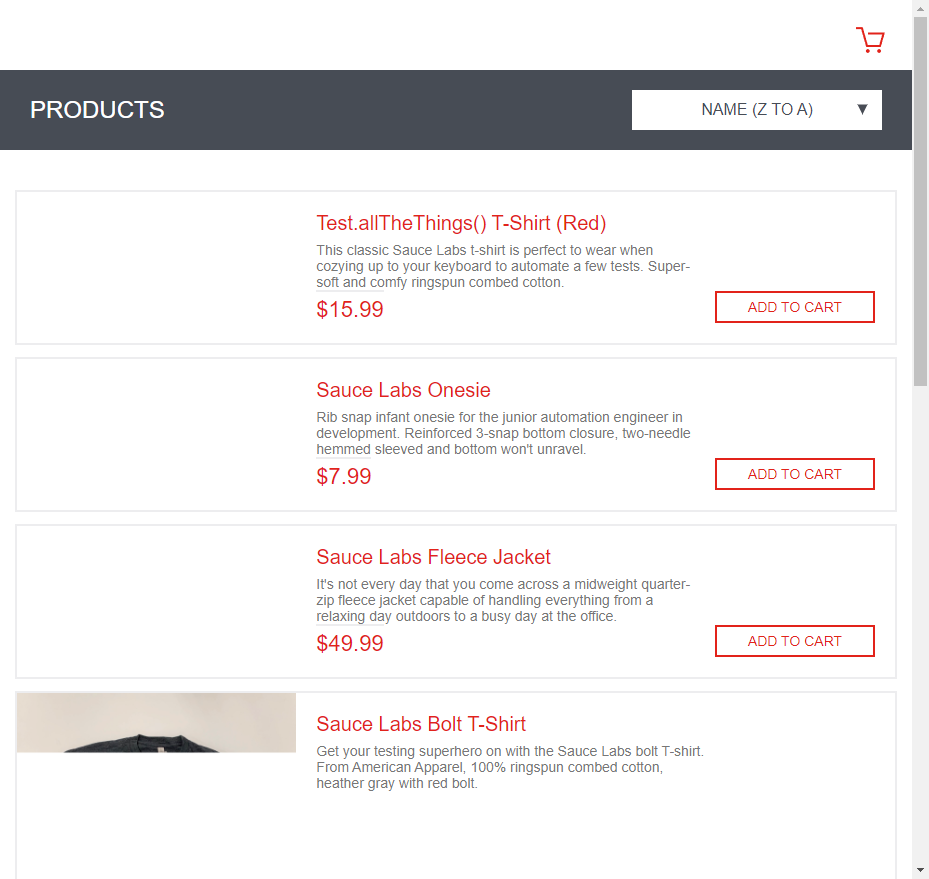 PRODUCTS
NAME (Z TO A)
Test.allTheThings() T-Shirt (Red)
This classic Sauce Labs t-shirt is perfect to wear when
cozying up to your keyboard to automate a few tests. Super-
soft and comfy ringspun combed cotton.
$15.99
ADD TO CART
Sauce Labs Onesie
Rib snap infant onesie for the junior automation engineer in
development. Reinforced 3-snap bottom closure, two-needle
hemmed sleeved and bottom won't unravel.
$7.99
ADD TO CART
Sauce Labs Fleece Jacket
It's not every day that you come across a midweight quarter-
zip fleece jacket capable of handling everything from a
relaxing day outdoors to a busy day at the office.
$49.99
ADD TO CART
Sauce Labs Bolt T-Shirt
Get your testing superhero on with the Sauce Labs bolt T-shirt.
From American Apparel, 100% ringspun combed cotton,
heather gray with red bolt.